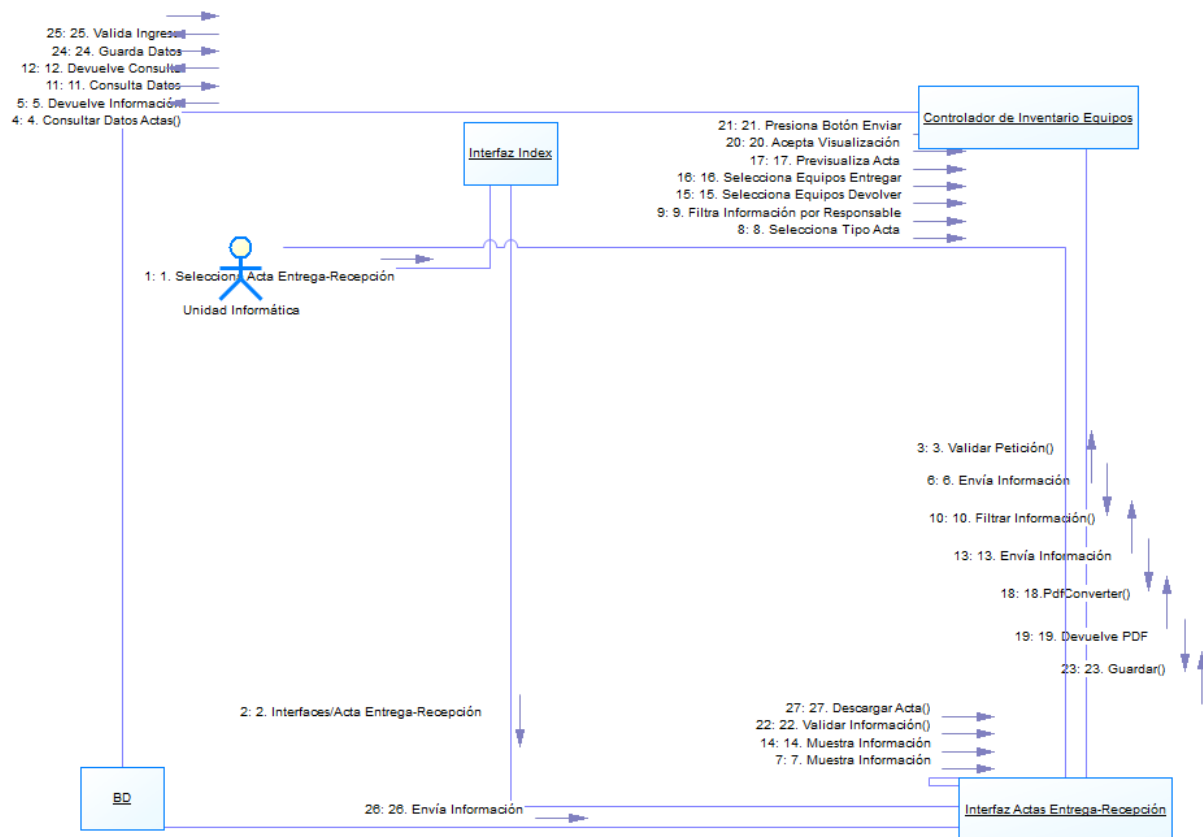 25: 25. Valida Ingreso
24: 24. Guarda Datos
12: 12. Devuelve Consulta
11: 11. Consulta Datos
5: 5. Devuelve Información
4: 4. Consultar Datos Actas()
Interfaz Index
Controlador de Inventario Equipos
21: 21. Presiona Botón Enviar
20: 20. Acepta Visualización
17: 17. Previsualiza Acta
16: 16. Selecciona Equipos Entregar
15: 15. Selecciona Equipos Devolver
9: 9. Filtra Información por Responsable
8: 8. Selecciona Tipo Acta
1: 1. Selecciona Acta Entrega-Recepción
Unidad Informática
3: 3. Validar Petición()
6: 6. Envía Información
10: 10. Filtrar Información()
13: 13. Envía Información
18: 18.PdfConverter()
19: 19. Devuelve PDF
23: 23. Guardar()
2: 2. Interfaces/Acta Entrega-Recepción
27: 27. Descargar Acta()
22: 22. Validar Información()
14: 14. Muestra Información
7: 7. Muestra Información
BD
26: 26. Envía Información
Interfaz Actas Entrega-Recepción